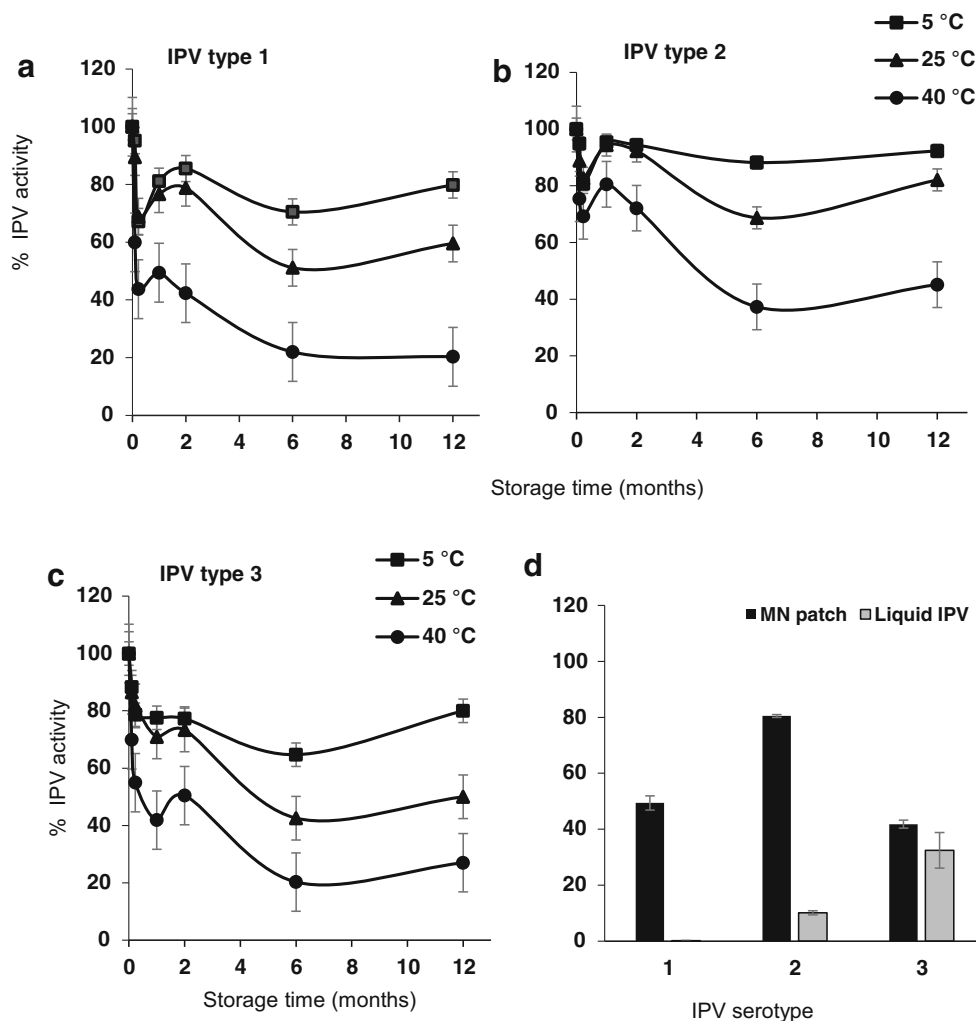 a
IPV type 1
120
100
80
60
40
20
0
0 2 4 6 8 10 12
% IPV activity
b
IPV type 2
5 °C
25 °C
40 °C
120
100
80
60
40
20
0
0 2 4 6 8 10 12
Storage time (months)
c
IPV type 3
5 °C
25 °C
40 °C
120
100
80
60
40
20
0
0 2 4 6 8 10 12
% IPV activity
Storage time (months)
d
MN patch Liquid IPV
120
100
80
60
40
20
0
1 2 3
IPV serotype